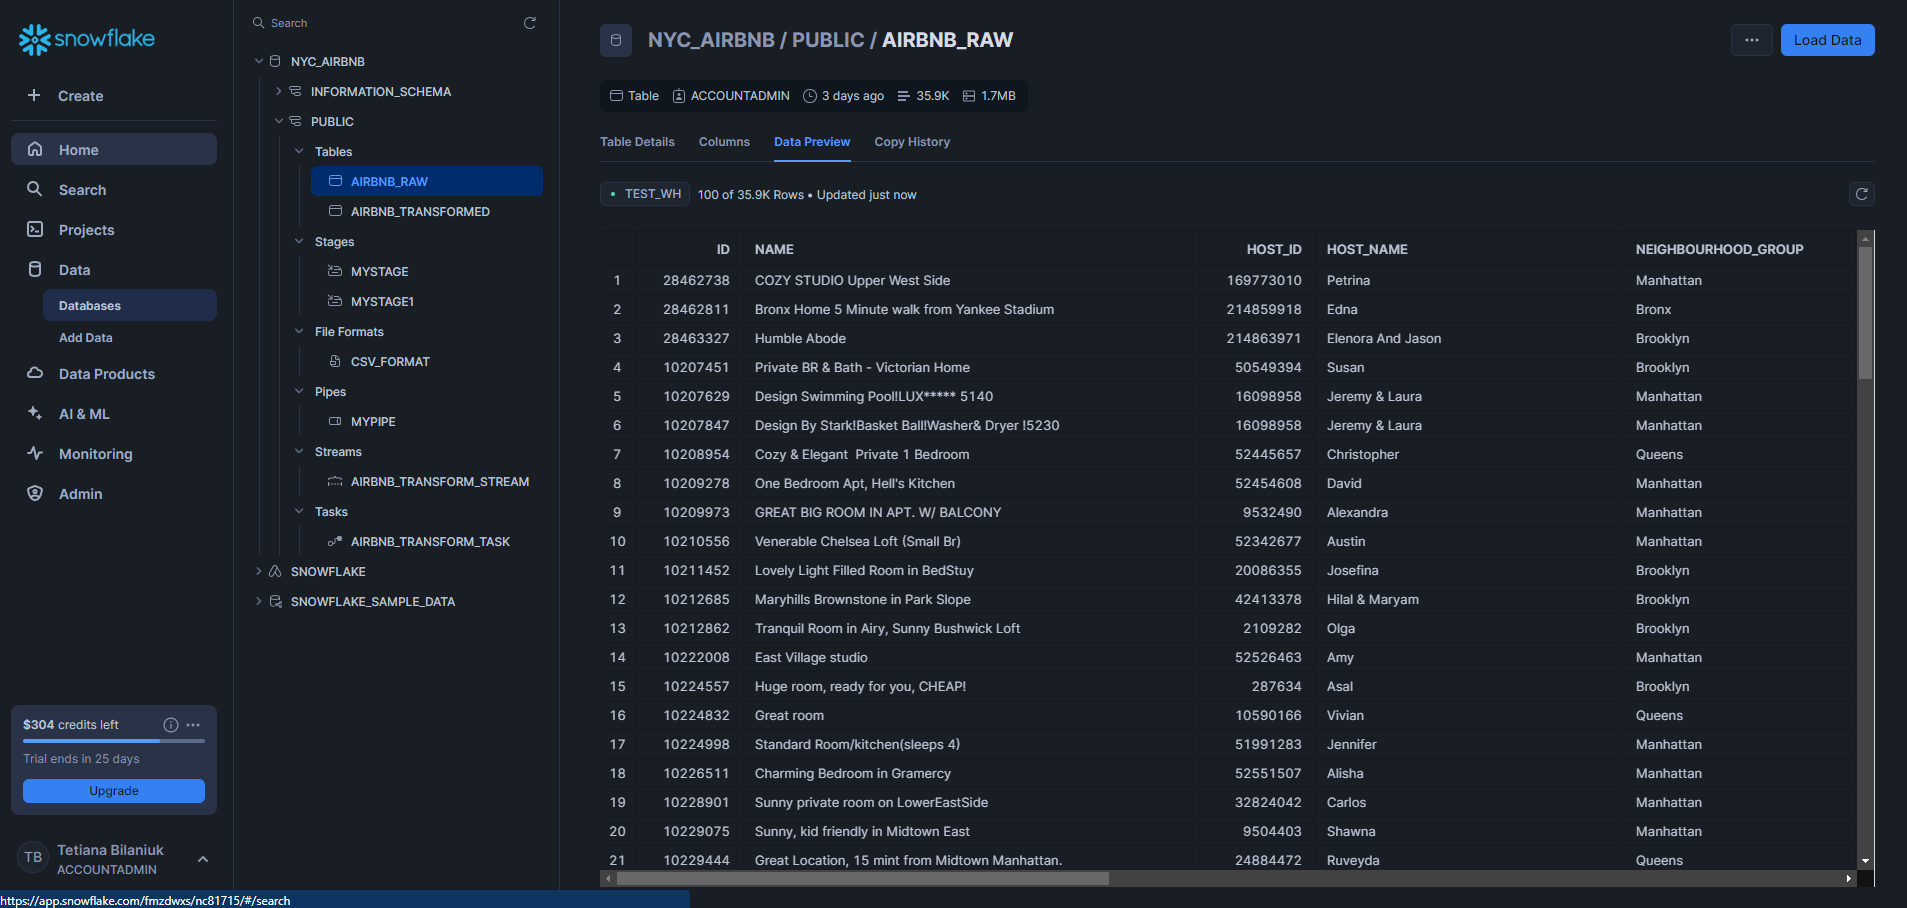 snowflake
Create
Home
Search
Projects
Data
Databases
Add Data
Data Products
AI & ML
Monitoring
Admin
$304 credits left
Trial ends in 25 days
Upgrade
TB
Tetiana Bilaniuk
ACCOUNTADMIN
Search
NYC_AIRBNB
INFORMATION_SCHEMA
PUBLIC
Tables
AIRBNB_RAW
AIRBNB_TRANSFORMED
Stages
MYSTAGE
MYSTAGE1
File Formats
CSV_FORMAT
Pipes
MYPIPE
Streams
AIRBNB_TRANSFORM_STREAM
Tasks
AIRBNB_TRANSFORM_TASK
SNOWFLAKE
SNOWFLAKE_SAMPLE_DATA
NYC_AIRBNB / PUBLIC / AIRBNB_RAW
... Load Data
Table ACCOUNTADMIN 3 days ago 35.9K 1.7MB
Table Details Columns Data Preview Copy History
TEST_WH 100 of 35.9K Rows • Updated just now
ID NAME HOST_ID HOST_NAME NEIGHBOURHOOD_GROUP
1 28462738 COZY STUDIO Upper West Side 169773010 Petrina Manhattan
2 28462811 Bronx Home 5 Minute walk from Yankee Stadium 214859918 Edna Bronx
3 28463327 Humble Abode 214863971 Elenora And Jason Brooklyn
4 10207451 Private BR & Bath - Victorian Home 50549394 Susan Brooklyn
5 10207629 Design Swimming Pool!LUX***** 5140 16098958 Jeremy & Laura Manhattan
6 10207847 Design By Stark!Basket Ball!Washer& Dryer !5230 16098958 Jeremy & Laura Manhattan
7 10208954 Cozy & Elegant  Private 1 Bedroom 52445657 Christopher Queens
8 10209278 One Bedroom Apt, Hell's Kitchen 52454608 David Manhattan
9 10209973 GREAT BIG ROOM IN APT. W/ BALCONY 9532490 Alexandra Manhattan
10 10210556 Venerable Chelsea Loft (Small Br) 52342677 Austin Manhattan
11 10211452 Lovely Light Filled Room in BedStuy 20086355 Josefina Brooklyn
12 10212685 Maryhills Brownstone in Park Slope 42413378 Hilal & Maryam Brooklyn
13 10212862 Tranquil Room in Airy, Sunny Bushwick Loft 2109282 Olga Brooklyn
14 10222008 East Village studio 52526463 Amy Manhattan
15 10224557 Huge room, ready for you, CHEAP! 287634 Asal Brooklyn
16 10224832 Great room 10590166 Vivian Queens
17 10224998 Standard Room/kitchen(sleeps 4) 51991283 Jennifer Manhattan
18 10226511 Charming Bedroom in Gramercy 52551507 Alisha Manhattan
19 10228901 Sunny private room on LowerEastSide 32824042 Carlos Manhattan
20 10229075 Sunny, kid friendly in Midtown East 9504403 Shawna Manhattan
21 10229444 Great Location, 15 mint from Midtown Manhattan. 24884472 Ruveyda Queens
https://app.snowflake.com/fmzdwxs/nc81715/#/search